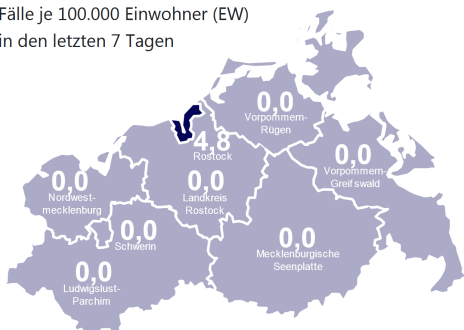 Fälle je 100.000 Einwohner (EW)
in den letzten 7 Tagen
0,0
Vorpommern-
Rügen
4,8
Rostock
0,0
Vorpommern-
Greifswald
0,0
Nordwest-
mecklenburg
0,0
Landkreis
Rostock
0,0
Schwerin
0,0
Mecklenburgische
Seenplatte
0,0
Ludwigslust-
Parchim